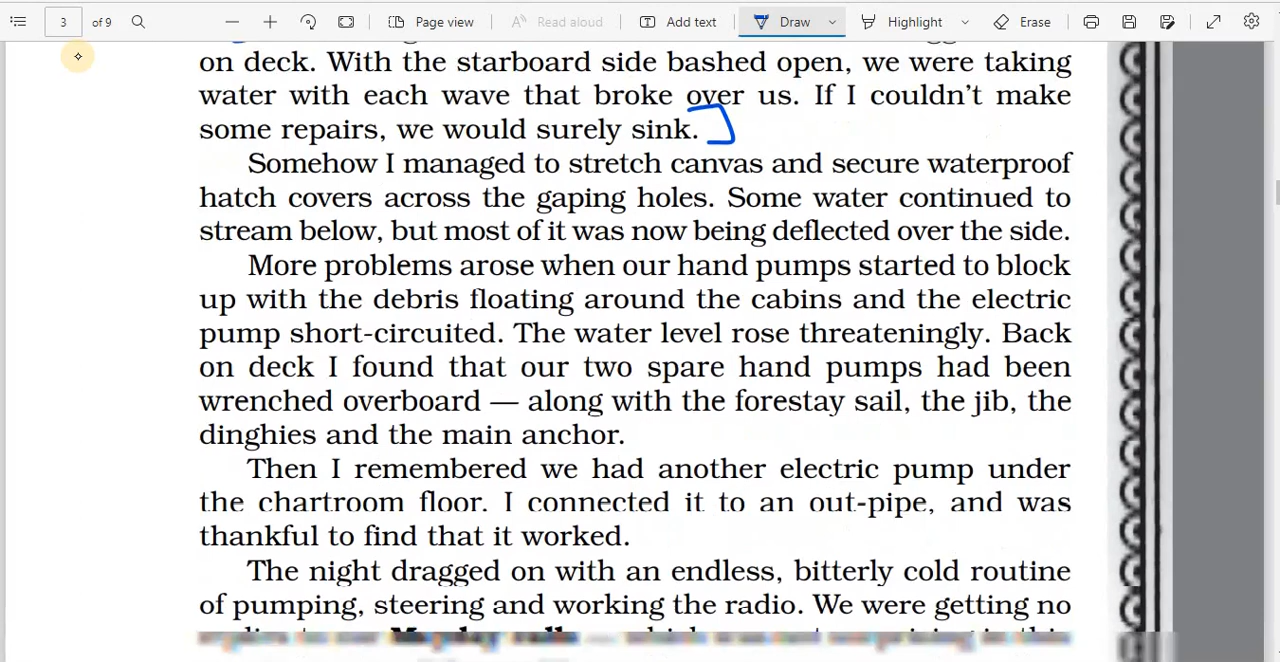 3 of 9 Page view Read aloud Add text Draw Highlight Erase
on deck. With the starboard side bashed open, we were taking
water with each wave that broke over us. If I couldn't make
some repairs, we would surely sink.
Somehow I managed to stretch canvas and secure waterproof
hatch covers across the gaping holes. Some water continued to
stream below, but most of it was now being deflected over the side.
More problems arose when our hand pumps started to block
up with the debris floating around the cabins and the electric
pump short-circuited. The water level rose threateningly. Back
on deck I found that our two spare hand pumps had been
wrenched overboard — along with the forestay sail, the jib, the
dinghies and the main anchor.
Then I remembered we had another electric pump under
the chartroom floor. I connected it to an out-pipe, and was
thankful to find that it worked.
The night dragged on with an endless, bitterly cold routine
of pumping, steering and working the radio. We were getting no